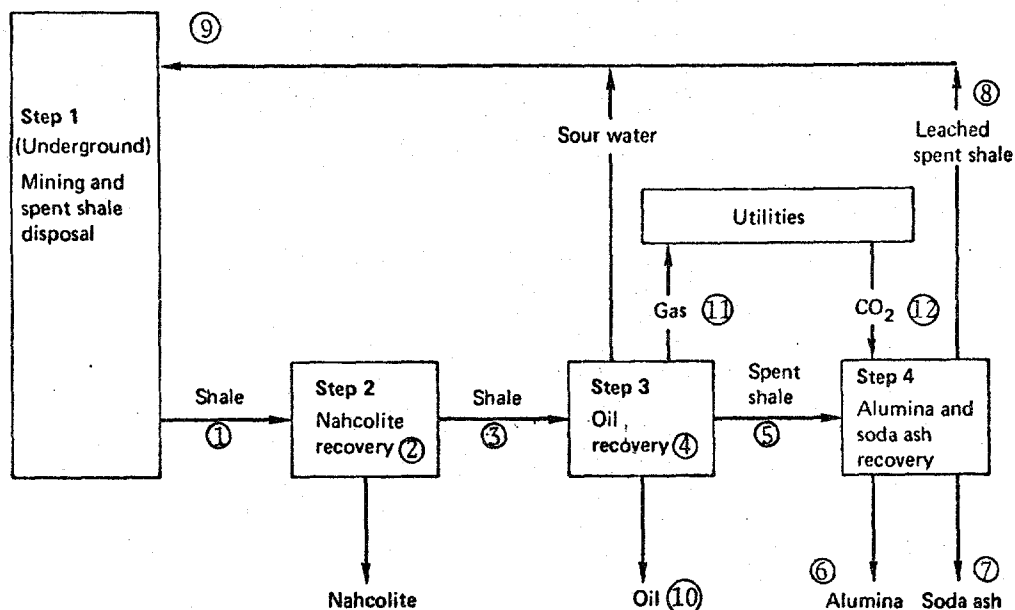 ⑨
Step 1
(Underground)
Mining and
spent shale
disposal
Sour water
⑧
Leached
spent shale
Utilities
Gas ⑪
CO₂ ⑫
Shale
①
Step 2
Nahcolite
recovery ②
Shale
③
Step 3
Oil
recovery ④
Spent
shale
⑤
Step 4
Alumina and
soda ash
recovery
Nahcolite
Oil ⑩
⑥
Alumina
⑦
Soda ash